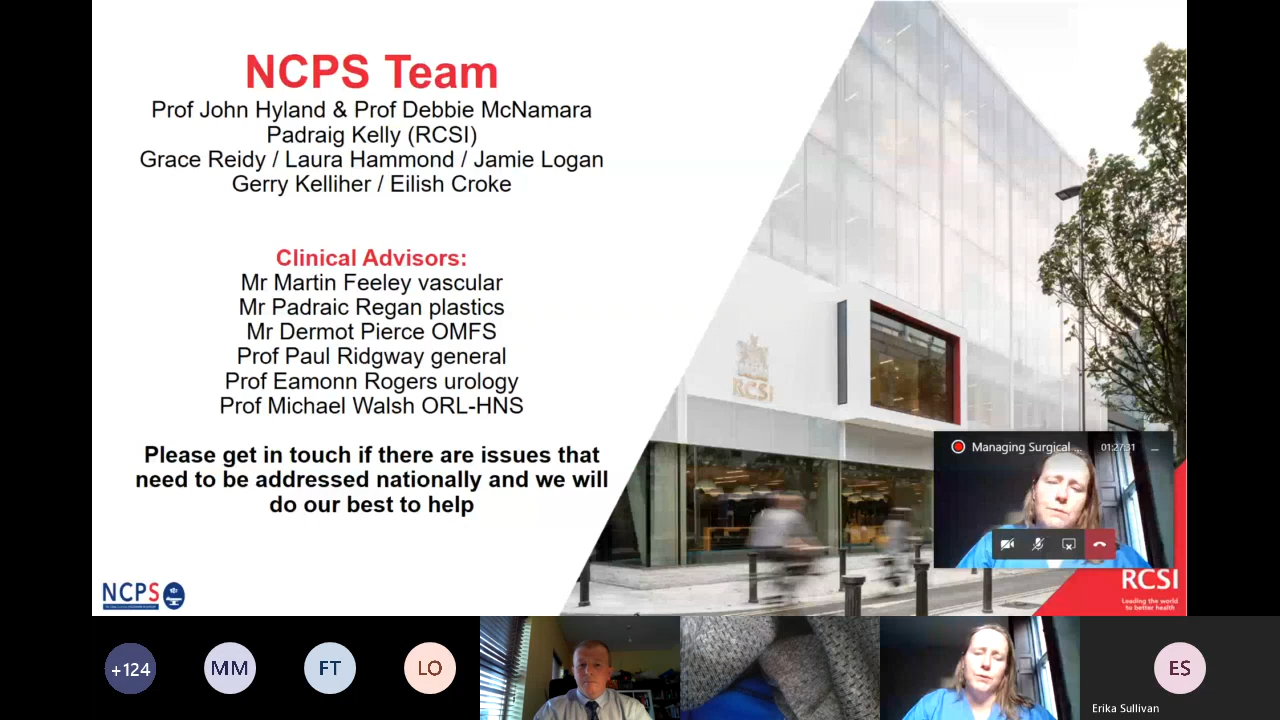 NCPS Team
Prof John Hyland & Prof Debbie McNamara
Padraig Kelly (RCSI)
Grace Reidy / Laura Hammond / Jamie Logan
Gerry Kelliher / Eilish Croke
Clinical Advisors:
Mr Martin Feeley vascular
Mr Padraic Regan plastics
Mr Dermot Pierce OMFS
Prof Paul Ridgway general
Prof Eamonn Rogers urology
Prof Michael Walsh ORL-HNS
Please get in touch if there are issues that
need to be addressed nationally and we will
do our best to help
NCPS
RCSI
Managing Surgical ...
01:27:31
RCSI
Leading the world
to better health
+124
MM
FT
LO
ES
Erika Sullivan